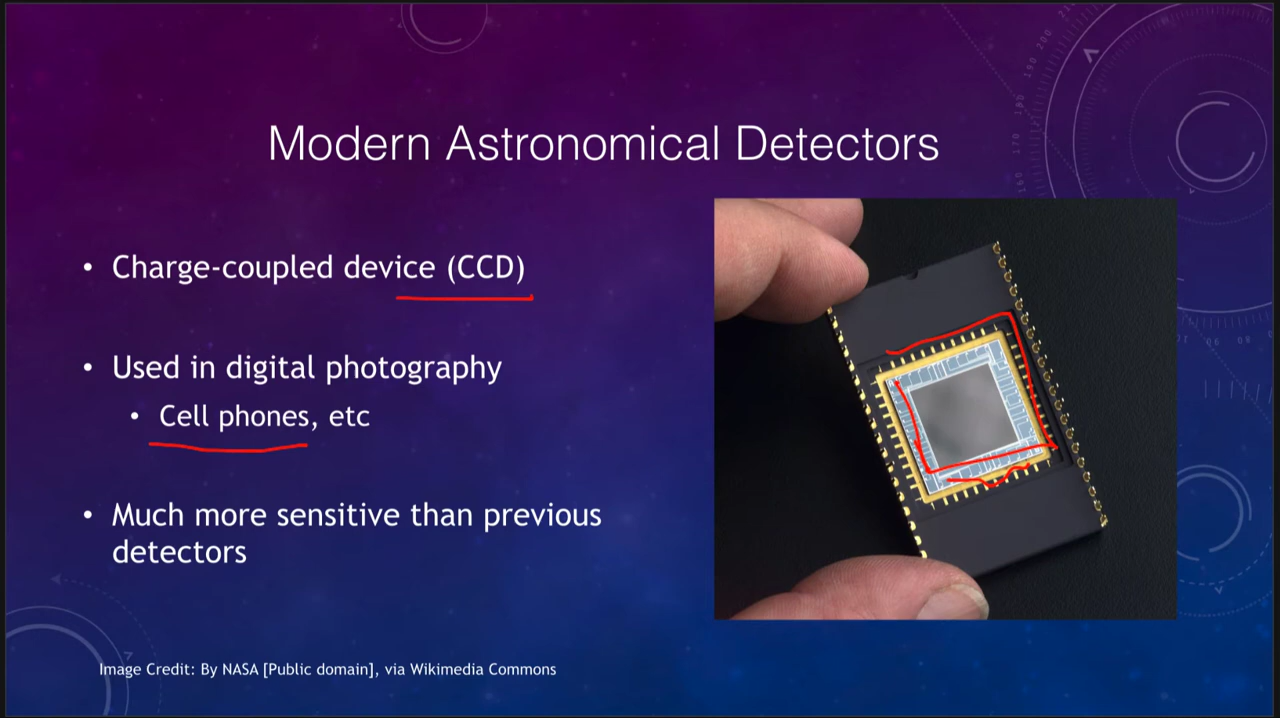 Modern Astronomical Detectors
• Charge-coupled device (CCD)
• Used in digital photography
• Cell phones, etc
• Much more sensitive than previous
detectors
Image Credit: By NASA [Public domain], via Wikimedia Commons